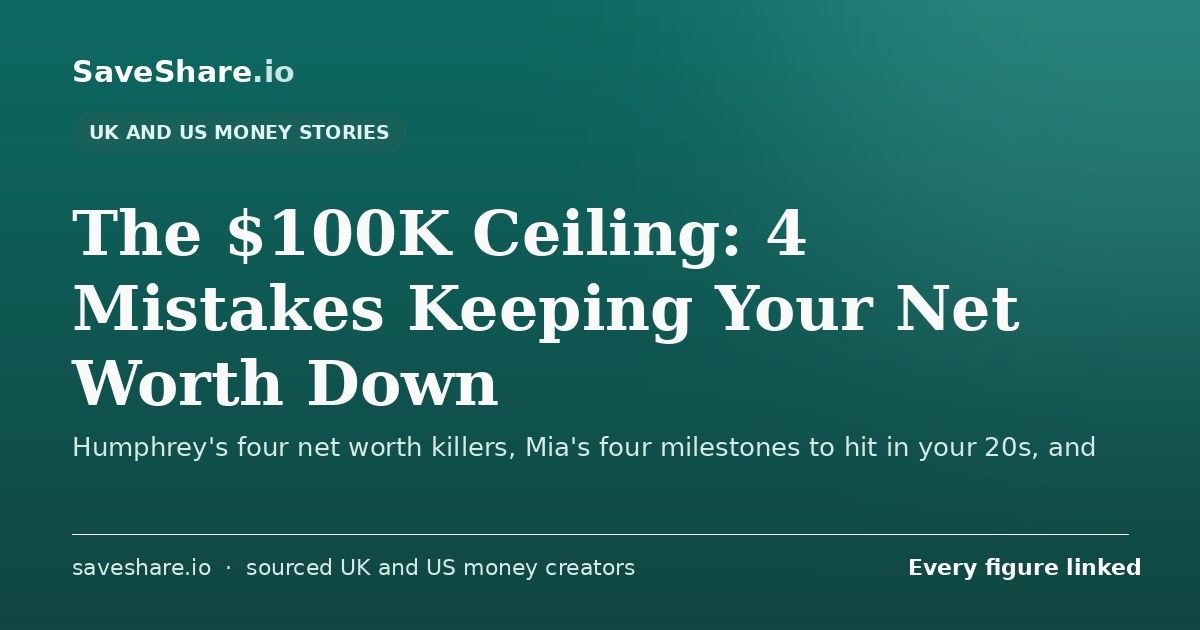 SaveShare.io
UK AND US MONEY STORIES
The $100K Ceiling: 4
Mistakes Keeping Your Net
Worth Down
Humphrey's four net worth killers, Mia's four milestones to hit in your 20s, and
saveshare.io · sourced UK and US money creators
Every figure linked